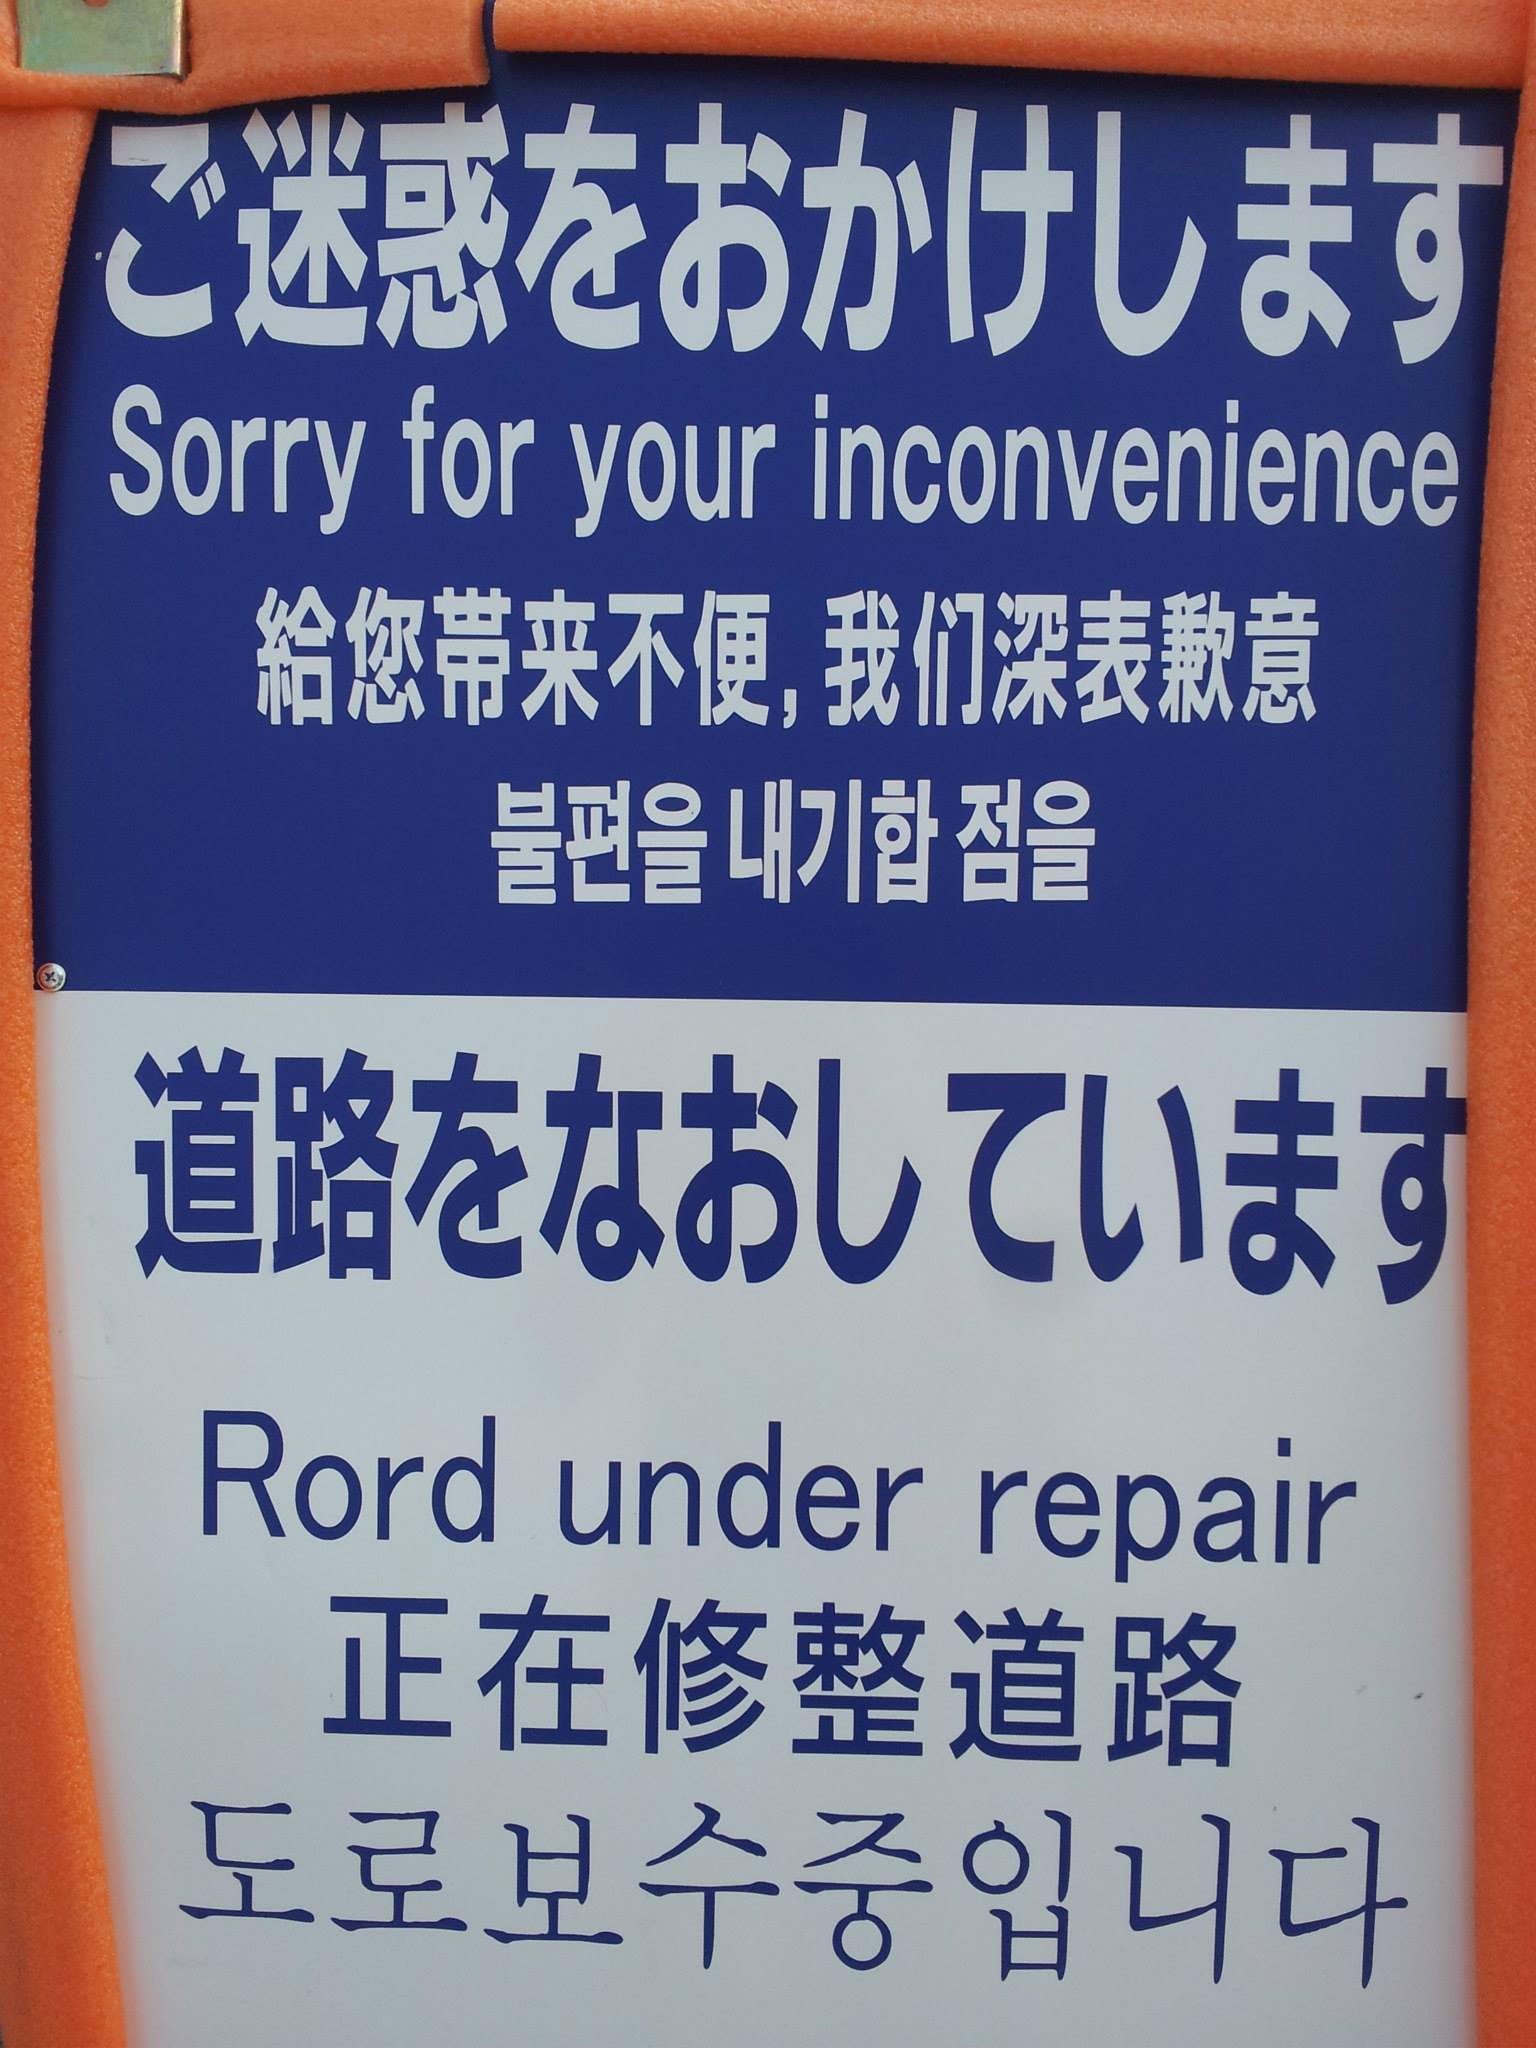 ご迷惑をおかけします
Sorry for your inconvenience
給您帯来不便,我们深表歉意
불편을 내기합 점을
道路をなおしています
Rord under repair
正在修整道路
도로보수중입니다